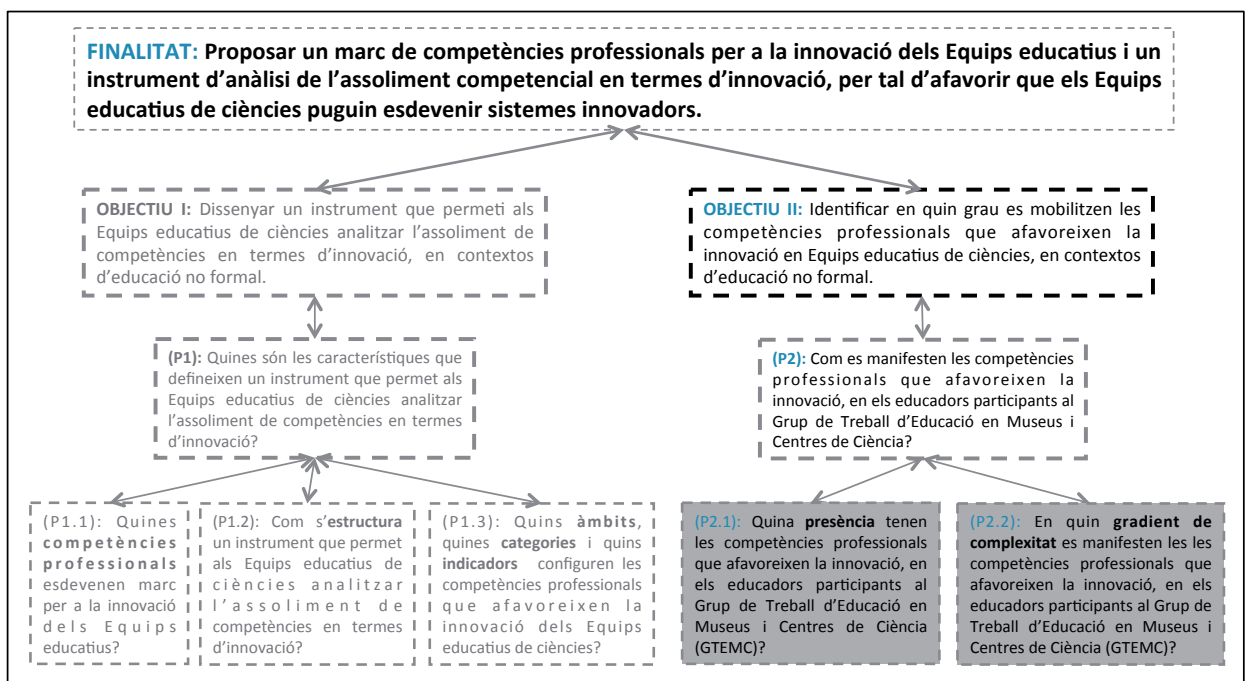 FINALITAT: Proposar un marc de competències professionals per a la innovació dels Equips educatius i un
instrument d'anàlisi de l'assoliment competencial en termes d'innovació, per tal d'afavorir que els Equips
educatius de ciències puguin esdevenir sistemes innovadors.
OBJECTIU I: Dissenyar un instrument que permeti als
Equips educatius de ciències analitzar l'assoliment de
competències en termes d'innovació, en contextos
d'educació no formal.
OBJECTIU II: Identificar en quin grau es mobilitzen les
competències professionals que afavoreixen la
innovació en Equips educatius de ciències, en contextos
d'educació no formal.
(P1): Quines són les característiques que
defineixen un instrument que permet als
Equips educatius de ciències analitzar
l'assoliment de competències en termes
d'innovació?
(P2): Com es manifesten les competències
professionals que afavoreixen la
innovació, en els educadors participants al
Grup de Treball d'Educació en Museus i
Centres de Ciència?
(P1.1): Quines
competències
professionals
esdevenen marc
per a la innovació
dels Equips
educatius?
(P1.2): Com s'estructura
un instrument que permet
als Equips educatius de
ciències analitzar
l'assoliment de
competències en termes
d'innovació?
(P1.3): Quins àmbits,
quines categories i quins
indicadors configuren les
competències professionals
que afavoreixen la
innovació dels Equips
educatius de ciències?
(P2.1): Quina presència tenen
les competències professionals
que afavoreixen la innovació, en
els educadors participants al
Grup de Treball d'Educació en
Museus i Centres de Ciència
(GTEMC)?
(P2.2): En quin gradient de
complexitat es manifesten les les
competències professionals que
afavoreixen la innovació, en els
educadors participants al Grup de
Treball d'Educació en Museus i
Centres de Ciència (GTEMC)?